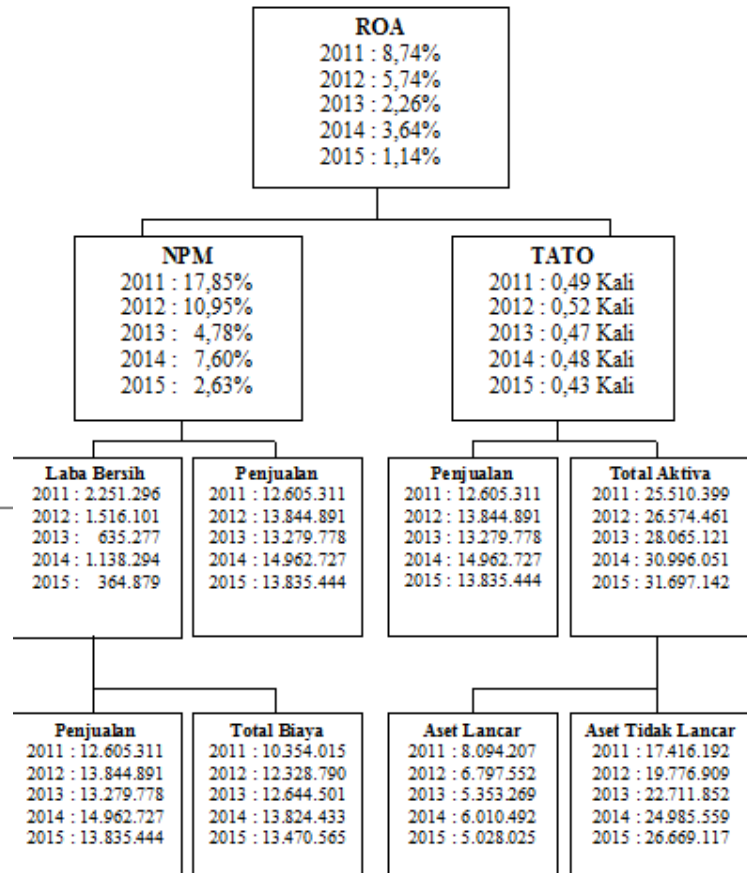 ROA
2011 : 8,74%
2012 : 5,74%
2013 : 2,26%
2014 : 3,64%
2015 : 1,14%
NPM
2011 : 17,85%
2012 : 10,95%
2013 : 4,78%
2014 : 7,60%
2015 : 2,63%
TATO
2011 : 0,49 Kali
2012 : 0,52 Kali
2013 : 0,47 Kali
2014 : 0,48 Kali
2015 : 0,43 Kali
Laba Bersih
2011 : 2.251.296
2012 : 1.516.101
2013 : 635.277
2014 : 1.138.294
2015 : 364.879
Penjualan
2011 : 12.605.311
2012 : 13.844.891
2013 : 13.279.778
2014 : 14.962.727
2015 : 13.835.444
Penjualan
2011 : 12.605.311
2012 : 13.844.891
2013 : 13.279.778
2014 : 14.962.727
2015 : 13.835.444
Total Aktiva
2011 : 25.510.399
2012 : 26.574.461
2013 : 28.065.121
2014 : 30.996.051
2015 : 31.697.142
Penjualan
2011 : 12.605.311
2012 : 13.844.891
2013 : 13.279.778
2014 : 14.962.727
2015 : 13.835.444
Total Biaya
2011 : 10.354.015
2012 : 12.328.790
2013 : 12.644.501
2014 : 13.824.433
2015 : 13.470.565
Aset Lancar
2011 : 8.094.207
2012 : 6.797.552
2013 : 5.353.269
2014 : 6.010.492
2015 : 5.028.025
Aset Tidak Lancar
2011 : 17.416.192
2012 : 19.776.909
2013 : 22.711.852
2014 : 24.985.559
2015 : 26.669.117